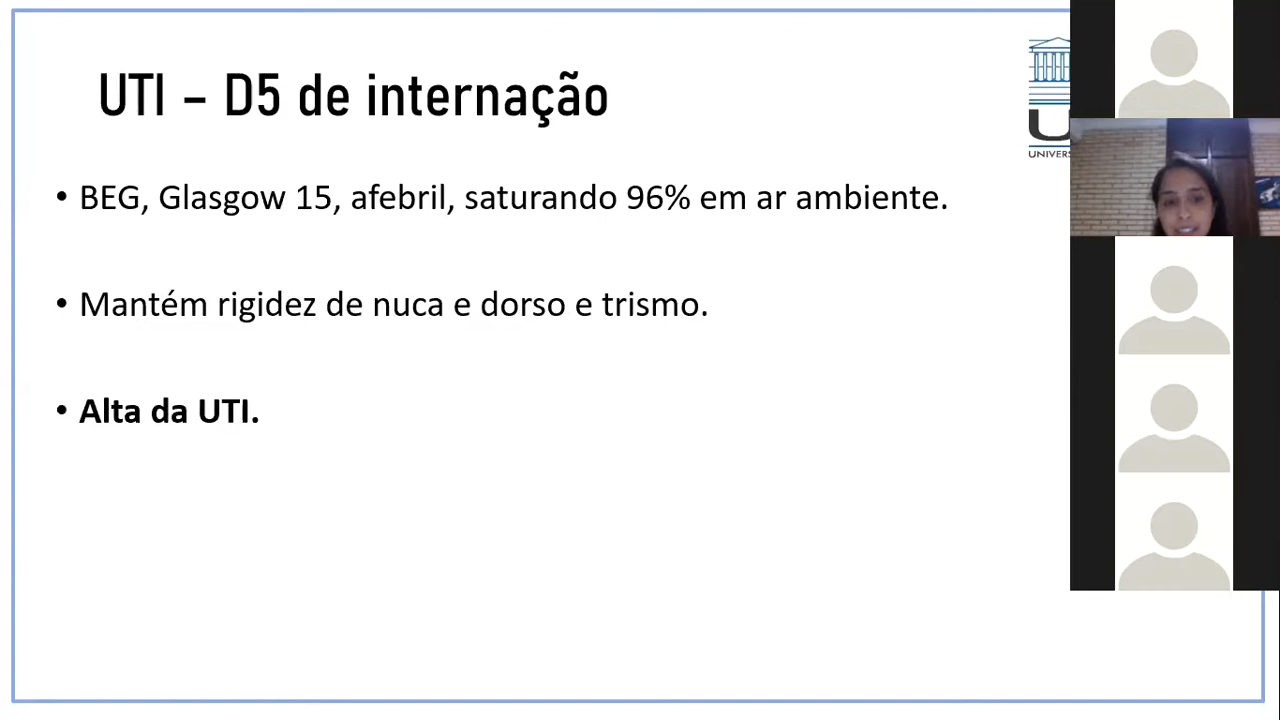 UTI – D5 de internação
• BEG, Glasgow 15, afebril, saturando 96% em ar ambiente.
• Mantém rigidez de nuca e dorso e trismo.
• Alta da UTI.